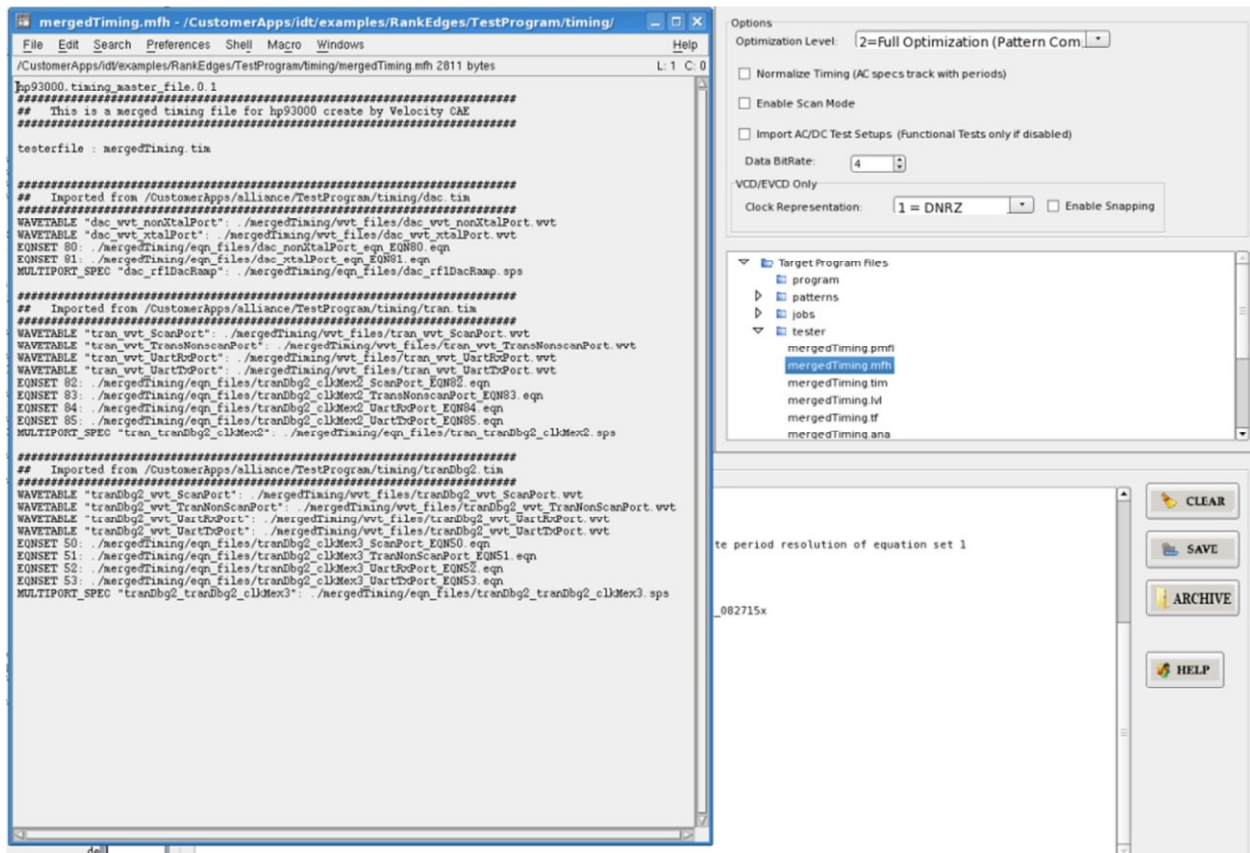 mergedTiming.mfh - /CustomerApps/idt/examples/RankEdges/TestProgram/timing/
File Edit Search Preferences Shell Macro Windows Help
/CustomerApps/idt/examples/RankEdges/TestProgram/timing/mergedTiming.mfh 2811 bytes L: 1 C: 0
hp93000,timing_master_file,0.1
################################################################################
## This is a merged timing file for hp93000 create by Velocity CAE
################################################################################
testerfile : mergedTiming.tim
################################################################################
## Imported from /CustomerApps/alliance/TestProgram/timing/dac.tim
################################################################################
WAVETABLE "dac_wvt_nonXtalPort": ./mergedTiming/wvt_files/dac_wvt_nonXtalPort.wvt
WAVETABLE "dac_wvt_xtalPort": ./mergedTiming/wvt_files/dac_wvt_xtalPort.wvt
EQNSET 80: ./mergedTiming/eqn_files/dac_nonXtalPort_eqn_EQN80.eqn
EQNSET 81: ./mergedTiming/eqn_files/dac_xtalPort_eqn_EQN81.eqn
MULTIPORT_SPEC "dac_rf1DacRamp": ./mergedTiming/eqn_files/dac_rf1DacRamp.sps
################################################################################
## Imported from /CustomerApps/alliance/TestProgram/timing/tran.tim
################################################################################
WAVETABLE "tran_wvt_ScanPort": ./mergedTiming/wvt_files/tran_wvt_ScanPort.wvt
WAVETABLE "tran_wvt_TransNonscanPort": ./mergedTiming/wvt_files/tran_wvt_TransNonscanPort.wvt
WAVETABLE "tran_wvt_UartRxPort": ./mergedTiming/wvt_files/tran_wvt_UartRxPort.wvt
WAVETABLE "tran_wvt_UartTxPort": ./mergedTiming/wvt_files/tran_wvt_UartTxPort.wvt
EQNSET 82: ./mergedTiming/eqn_files/tranDbg2_clkMex2_ScanPort_EQN82.eqn
EQNSET 83: ./mergedTiming/eqn_files/tranDbg2_clkMex2_TransNonscanPort_EQN83.eqn
EQNSET 84: ./mergedTiming/eqn_files/tranDbg2_clkMex2_UartRxPort_EQN84.eqn
EQNSET 85: ./mergedTiming/eqn_files/tranDbg2_clkMex2_UartTxPort_EQN85.eqn
MULTIPORT_SPEC "tran_tranDbg2_clkMex2": ./mergedTiming/eqn_files/tran_tranDbg2_clkMex2.sps
################################################################################
## Imported from /CustomerApps/alliance/TestProgram/timing/tranDbg2.tim
################################################################################
WAVETABLE "tranDbg2_wvt_ScanPort": ./mergedTiming/wvt_files/tranDbg2_wvt_ScanPort.wvt
WAVETABLE "tranDbg2_wvt_TranNonScanPort": ./mergedTiming/wvt_files/tranDbg2_wvt_TranNonScanPort.wvt
WAVETABLE "tranDbg2_wvt_UartRxPort": ./mergedTiming/wvt_files/tranDbg2_wvt_UartRxPort.wvt
WAVETABLE "tranDbg2_wvt_UartTxPort": ./mergedTiming/wvt_files/tranDbg2_wvt_UartTxPort.wvt
EQNSET 50: ./mergedTiming/eqn_files/tranDbg2_clkMex3_ScanPort_EQN50.eqn
EQNSET 51: ./mergedTiming/eqn_files/tranDbg2_clkMex3_TranNonScanPort_EQN51.eqn
EQNSET 52: ./mergedTiming/eqn_files/tranDbg2_clkMex3_UartRxPort_EQN52.eqn
EQNSET 53: ./mergedTiming/eqn_files/tranDbg2_clkMex3_UartTxPort_EQN53.eqn
MULTIPORT_SPEC "tranDbg2_tranDbg2_clkMex3": ./mergedTiming/eqn_files/tranDbg2_tranDbg2_clkMex3.sps
Options
Optimization Level: 2=Full Optimization (Pattern Com
Normalize Timing (AC specs track with periods)
Enable Scan Mode
Import AC/DC Test Setups (Functional Tests only if disabled)
Data BitRate: 4
VCD/EVCD Only
Clock Representation: 1 = DNRZ Enable Snapping
Target Program Files
program
patterns
jobs
tester
mergedTiming.pmfl
mergedTiming.mfh
mergedTiming.tim
mergedTiming.lvl
mergedTiming.tf
mergedTiming.ana
te period resolution of equation set 1
_082715x
CLEAR
SAVE
ARCHIVE
HELP